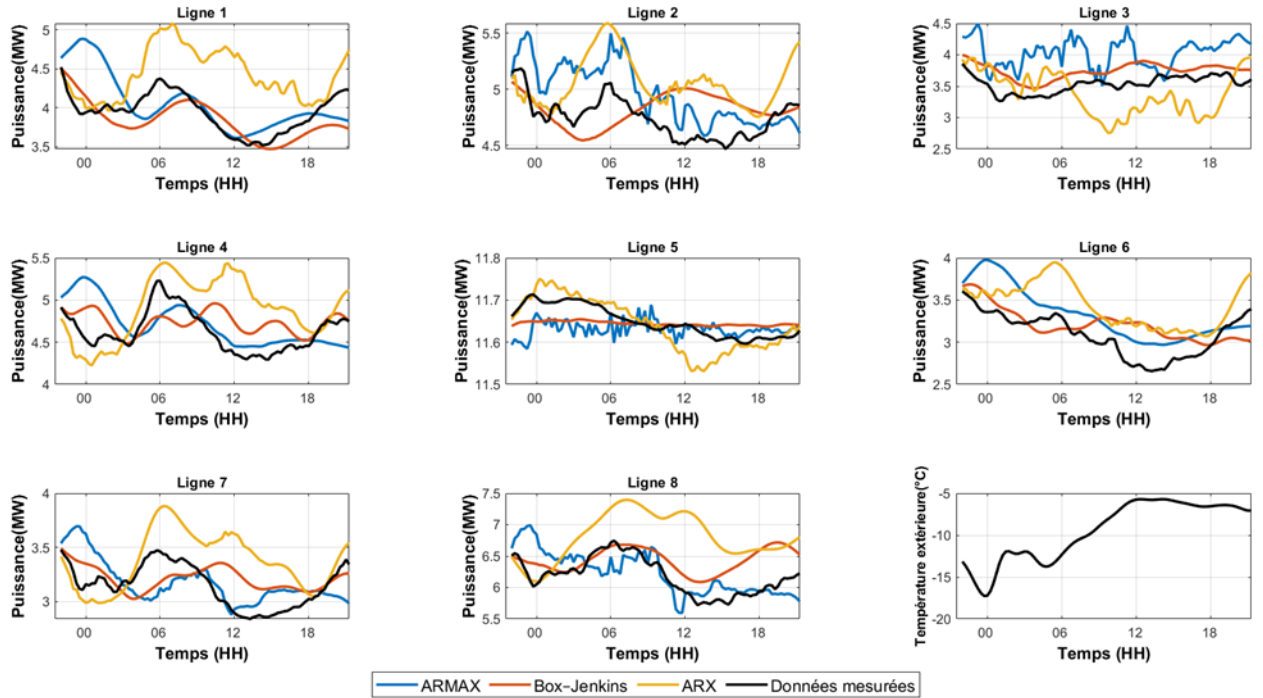 Ligne 1
Puissance(MW)
5
4.5
4
3.5
00 06 12 18
Temps (HH)
Ligne 2
Puissance(MW)
5.5
5
4.5
00 06 12 18
Temps (HH)
Ligne 3
Puissance(MW)
4.5
4
3.5
3
2.5
00 06 12 18
Temps (HH)
Ligne 4
Puissance(MW)
5.5
5
4.5
4
00 06 12 18
Temps (HH)
Ligne 5
Puissance(MW)
11.8
11.7
11.6
11.5
00 06 12 18
Temps (HH)
Ligne 6
Puissance(MW)
4
3.5
3
2.5
00 06 12 18
Temps (HH)
Ligne 7
Puissance(MW)
4
3.5
3
00 06 12 18
Temps (HH)
Ligne 8
Puissance(MW)
7.5
7
6.5
6
5.5
00 06 12 18
Temps (HH)
Température extérieure(°C)
-5
-10
-15
-20
00 06 12 18
Temps (HH)
ARMAX Box-Jenkins ARX Données mesurées